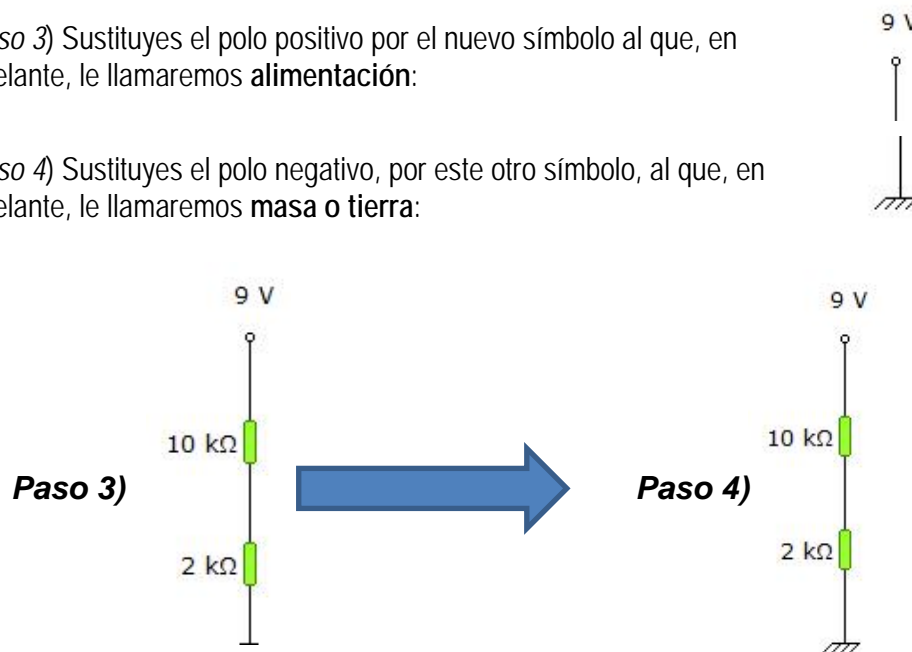 so 3) Sustituyes el polo positivo por el nuevo símbolo al que, en
elante, le llamaremos alimentación:
9 V
so 4) Sustituyes el polo negativo, por este otro símbolo, al que, en
elante, le llamaremos masa o tierra:
9 V
10 kΩ
Paso 3)
2 kΩ
9 V
10 kΩ
Paso 4)
2 kΩ